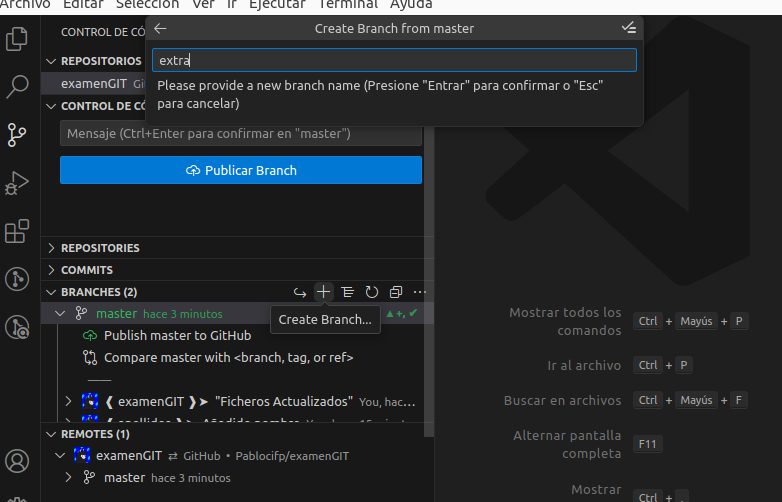 Archivo Editar Selección Ver Ir Ejecutar Terminal Ayuda
CONTROL DE CÓ
Create Branch from master
extra
Please provide a new branch name (Presione "Entrar" para confirmar o "Esc"
para cancelar)
REPOSITORIOS
examenGIT Git
CONTROL DE CÓ
Mensaje (Ctrl+Enter para confirmar en "master")
Publicar Branch
REPOSITORIES
COMMITS
BRANCHES (2)
master hace 3 minutos
Create Branch...
Publish master to GitHub
Compare master with <branch, tag, or ref>
❰ examenGIT ❱➤ "Ficheros Actualizados" You, hac...
REMOTES (1)
examenGIT ⇄ GitHub • Pablocifp/examenGIT
master hace 3 minutos
Mostrar todos los
comandos
Ctrl + Mayús + P
Ir al archivo
Ctrl + P
Buscar en archivos
Ctrl + Mayús + F
Alternar pantalla
completa
F11
Mostrar
Ctrl + ,